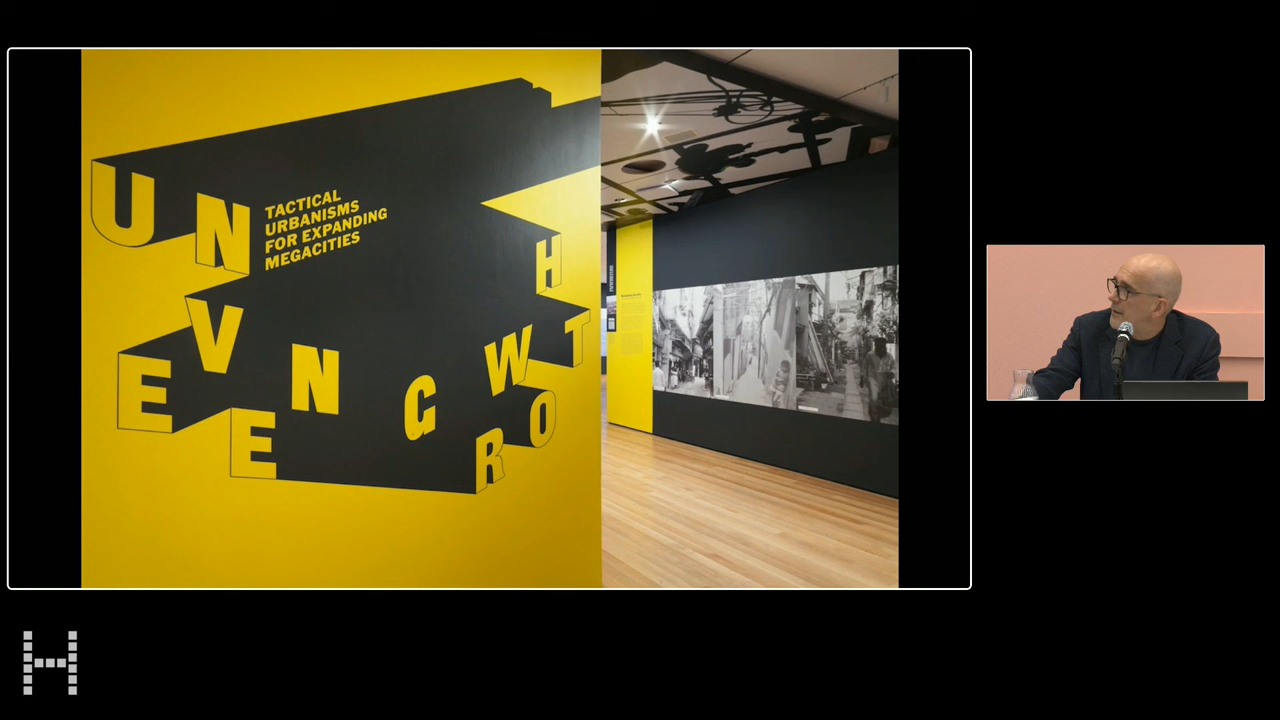 UNEVEN
GROWTH
TACTICAL
URBANISMS
FOR EXPANDING
MEGACITIES
H